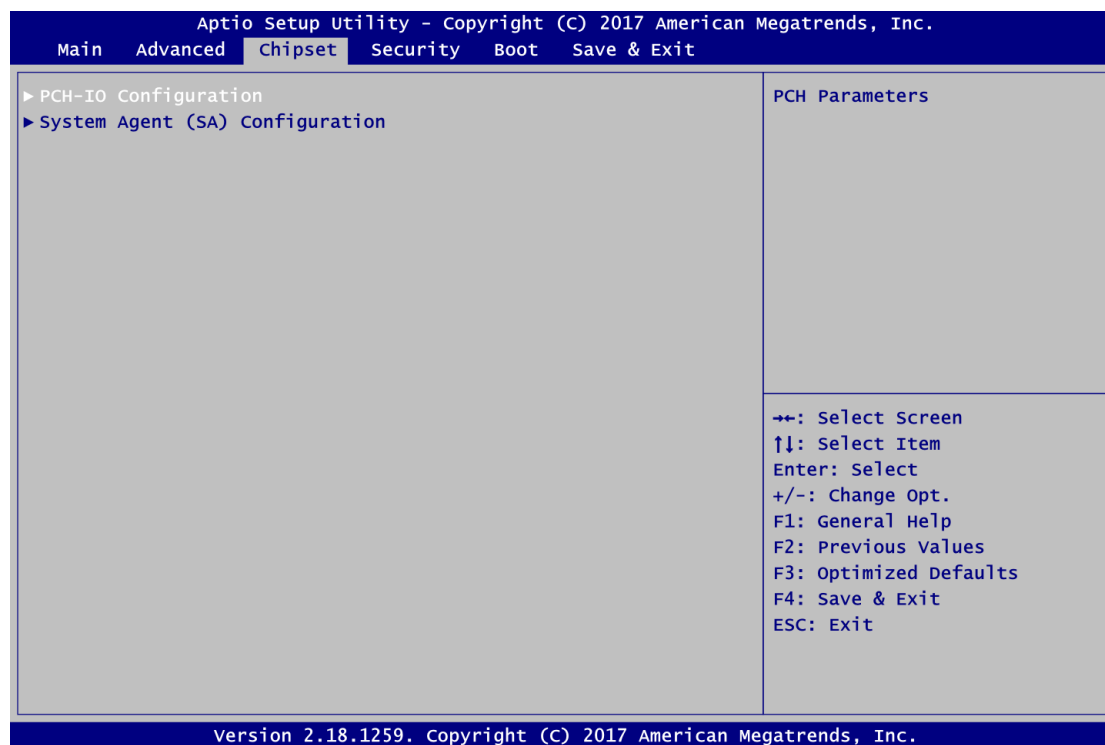 Aptio Setup Utility - Copyright (C) 2017 American Megatrends, Inc.
Main Advanced Chipset Security Boot Save & Exit
► PCH-IO Configuration
► System Agent (SA) Configuration
PCH Parameters
→←: Select Screen
↑↓: Select Item
Enter: Select
+/-: Change Opt.
F1: General Help
F2: Previous Values
F3: Optimized Defaults
F4: Save & Exit
ESC: Exit
Version 2.18.1259. Copyright (C) 2017 American Megatrends, Inc.